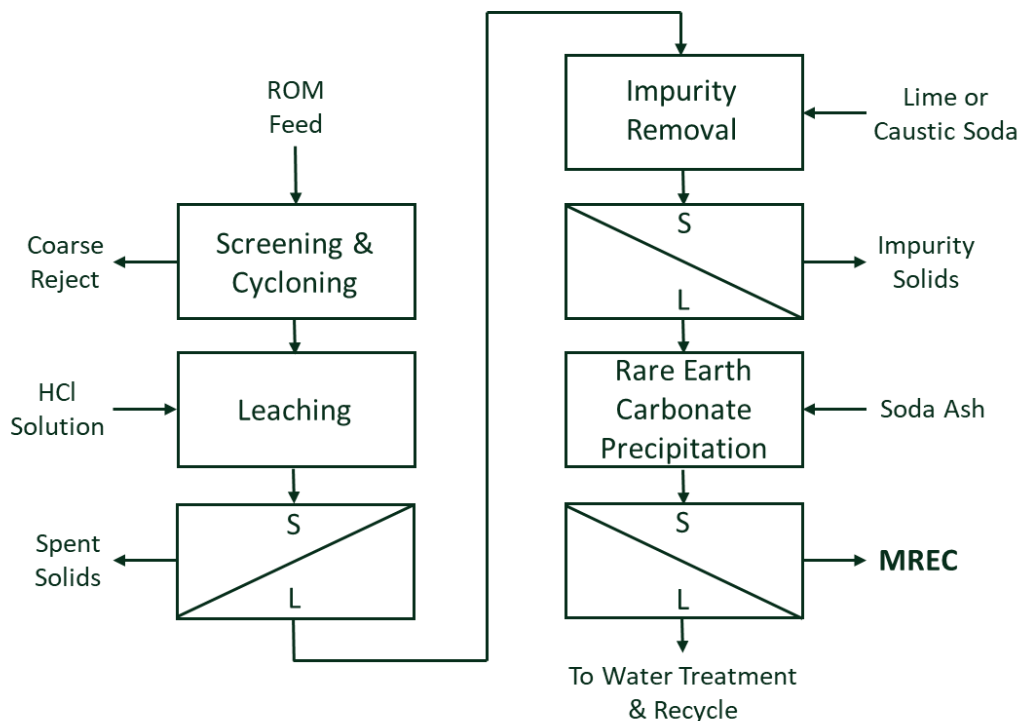 ROM
Feed
Screening &
Cycloning
Coarse
Reject
HCl
Solution
Leaching
S
L
Spent
Solids
Impurity
Removal
Lime or
Caustic Soda
S
L
Impurity
Solids
Rare Earth
Carbonate
Precipitation
Soda Ash
S
L
MREC
To Water Treatment
& Recycle